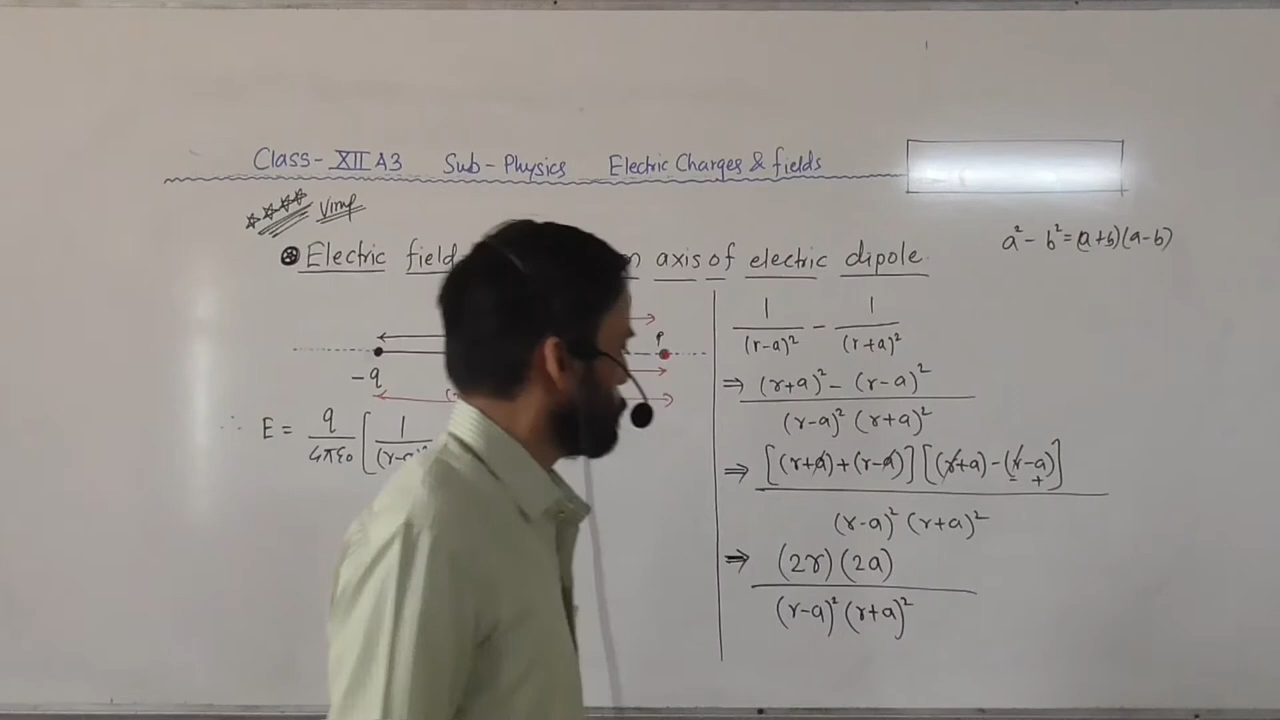 Class-XII A3 Sub-Physics Electric Charges & fields
Vimp
Electric field axis of electric dipole
a² - b² = (a+b)(a-b)
P
-q
E = q/4πε₀ [1/
1/(r-a)² - 1/(r+a)²
⇒ (r+a)² - (r-a)² / (r-a)² (r+a)²
⇒ [(r+a)+(r-a)] [(r+a)-(r-a)] / (r-a)² (r+a)²
- +
⇒ (2r)(2a) / (r-a)² (r+a)²